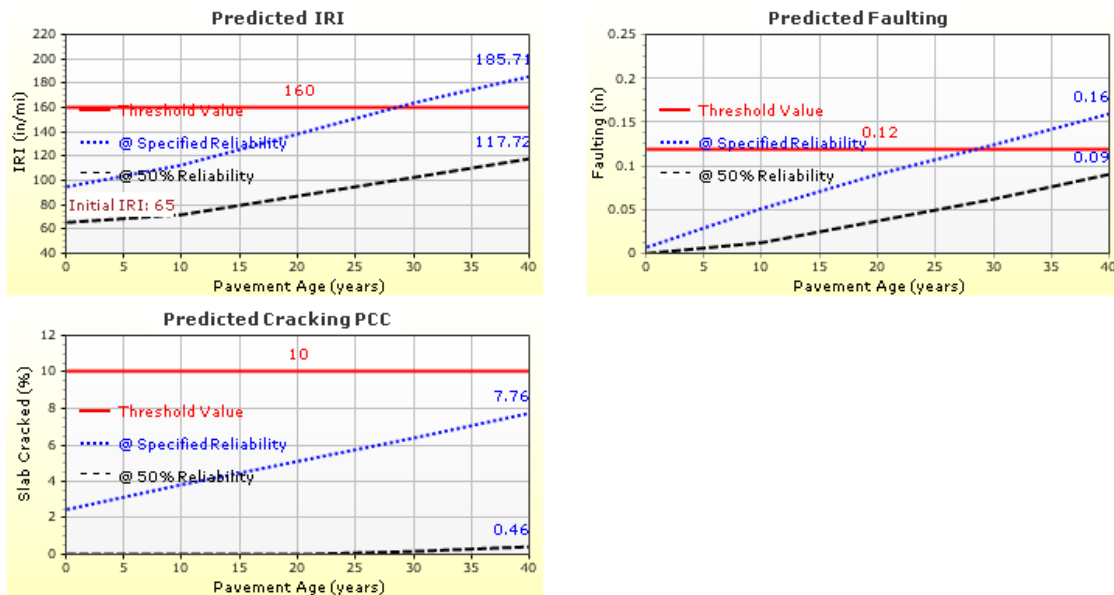 Predicted IRI
220
200
180
160
140
120
100
80
60
40
IRI (in/mi)
185.71
160
Threshold Value
@ Specified Reliability
117.72
@ 50% Reliability
Initial IRI: 65
0 5 10 15 20 25 30 35 40
Pavement Age (years)
Predicted Faulting
0.25
0.2
0.15
0.1
0.05
0
Faulting (in)
0.16
Threshold Value
0.12
@ Specified Reliability
0.09
@ 50% Reliability
0 5 10 15 20 25 30 35 40
Pavement Age (years)
Predicted Cracking PCC
12
10
8
6
4
2
0
Slab Cracked (%)
10
7.76
Threshold Value
@ Specified Reliability
@ 50% Reliability
0.46
0 5 10 15 20 25 30 35 40
Pavement Age (years)